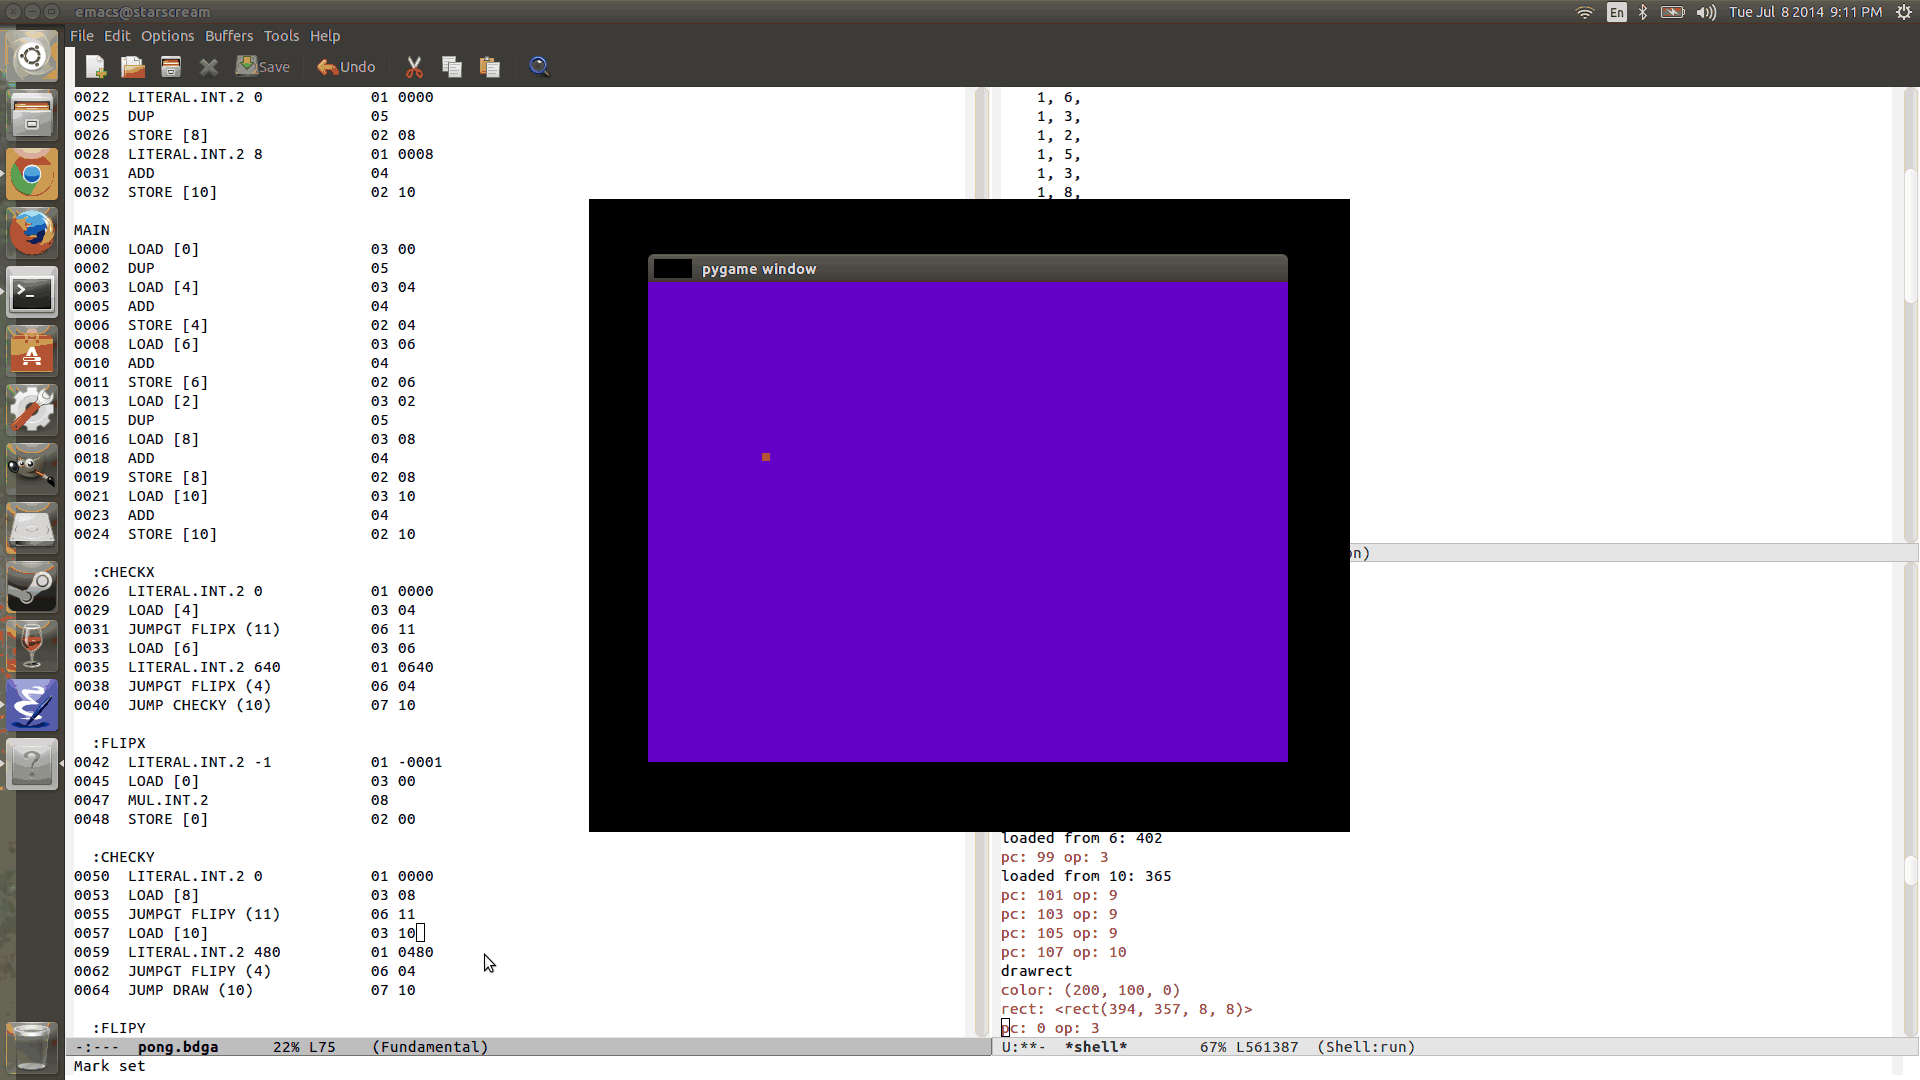 emacs@starscream
En
Tue Jul 8 2014 9:11 PM
File Edit Options Buffers Tools Help
Save
Undo
0022 LITERAL.INT.2 0 01 0000
0025 DUP 05
0026 STORE [8] 02 08
0028 LITERAL.INT.2 8 01 0008
0031 ADD 04
0032 STORE [10] 02 10
MAIN
0000 LOAD [0] 03 00
0002 DUP 05
0003 LOAD [4] 03 04
0005 ADD 04
0006 STORE [4] 02 04
0008 LOAD [6] 03 06
0010 ADD 04
0011 STORE [6] 02 06
0013 LOAD [2] 03 02
0015 DUP 05
0016 LOAD [8] 03 08
0018 ADD 04
0019 STORE [8] 02 08
0021 LOAD [10] 03 10
0023 ADD 04
0024 STORE [10] 02 10
:CHECKX
0026 LITERAL.INT.2 0 01 0000
0029 LOAD [4] 03 04
0031 JUMPGT FLIPX (11) 06 11
0033 LOAD [6] 03 06
0035 LITERAL.INT.2 640 01 0640
0038 JUMPGT FLIPX (4) 06 04
0040 JUMP CHECKY (10) 07 10
:FLIPX
0042 LITERAL.INT.2 -1 01 -0001
0045 LOAD [0] 03 00
0047 MUL.INT.2 08
0048 STORE [0] 02 00
:CHECKY
0050 LITERAL.INT.2 0 01 0000
0053 LOAD [8] 03 08
0055 JUMPGT FLIPY (11) 06 11
0057 LOAD [10] 03 10
0059 LITERAL.INT.2 480 01 0480
0062 JUMPGT FLIPY (4) 06 04
0064 JUMP DRAW (10) 07 10
:FLIPY
-:--- pong.bdga 22% L75 (Fundamental)
Mark set
1, 6,
1, 3,
1, 2,
1, 5,
1, 3,
1, 8,
pygame window
on)
loaded from 6: 402
pc: 99 op: 3
loaded from 10: 365
pc: 101 op: 9
pc: 103 op: 9
pc: 105 op: 9
pc: 107 op: 10
drawrect
color: (200, 100, 0)
rect: <rect(394, 357, 8, 8)>
pc: 0 op: 3
U:**- *shell* 67% L561387 (Shell:run)